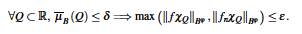 ∀Q ⊂ ℝ, μ̅_B(Q) ≤ δ ⟹ max (‖fχ_Q‖_{B^Φ}, ‖f_nχ_Q‖_{B^Φ}) ≤ ε.